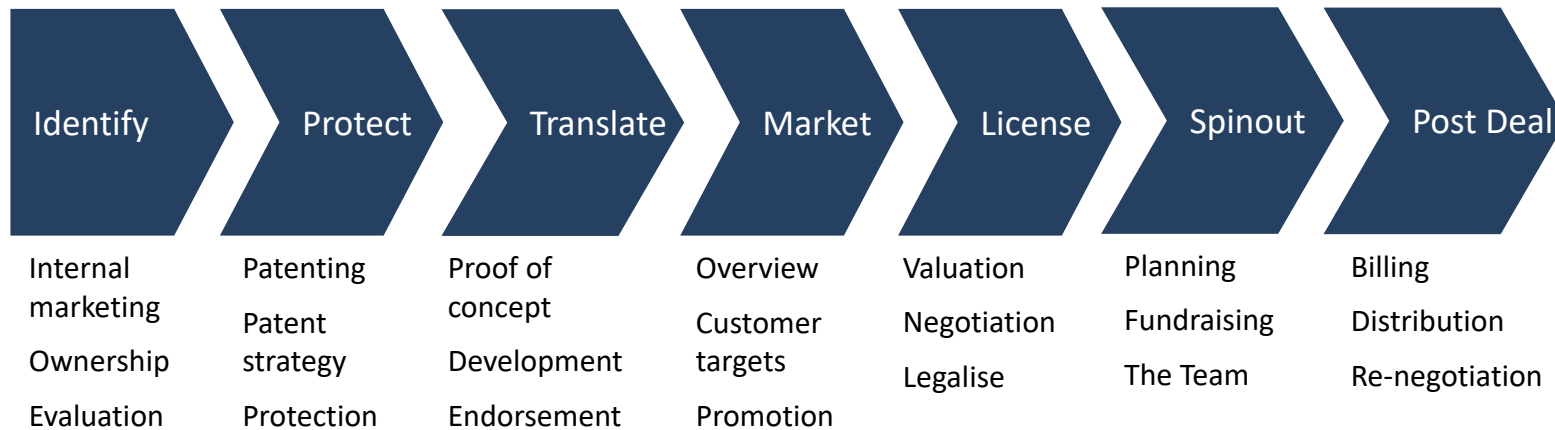 Identify
Protect
Translate
Market
License
Spinout
Post Deal
Internal
marketing
Ownership
Evaluation
Patenting
Patent
strategy
Protection
Proof of
concept
Development
Endorsement
Overview
Customer
targets
Promotion
Valuation
Negotiation
Legalise
Planning
Fundraising
The Team
Billing
Distribution
Re-negotiation